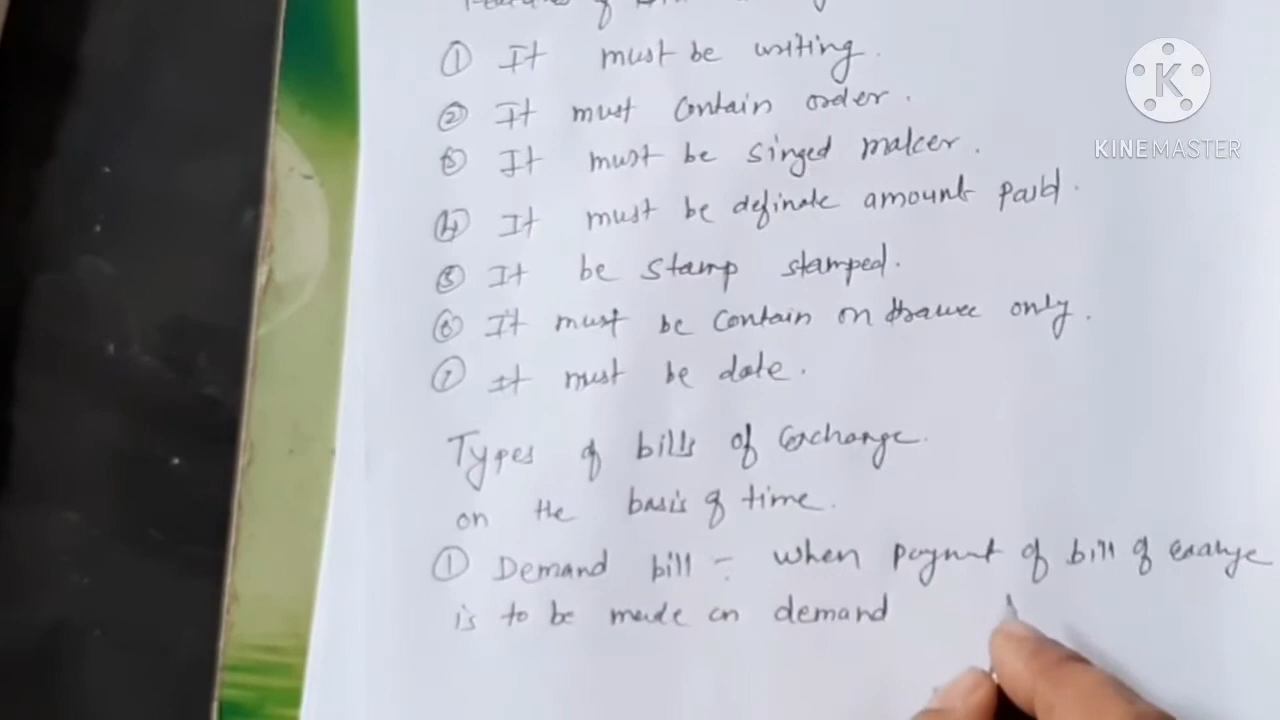 of Bill
① It must be writing.
② It must contain order.
③ It must be singed maker.
④ It must be definate amount paid.
⑤ It be stamp stamped.
⑥ It must be contain on drawee only.
⑦ It must be date.
Types of bills of Exchange.
on the basis of time.
① Demand bill :- when payment of bill of exchange
is to be made on demand
K
KINEMASTER